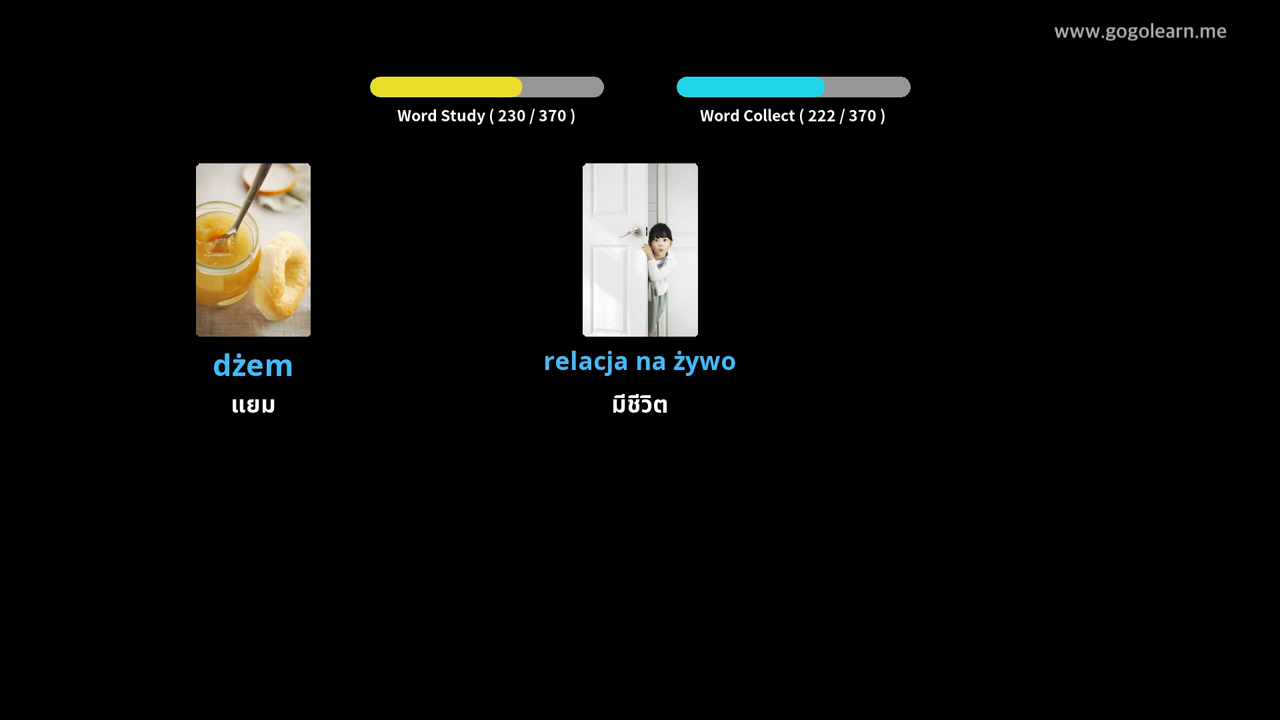 www.gogolearn.me
Word Study ( 230 / 370 )
Word Collect ( 222 / 370 )
dżem
relacja na żywo
แยม
มีชีวิต